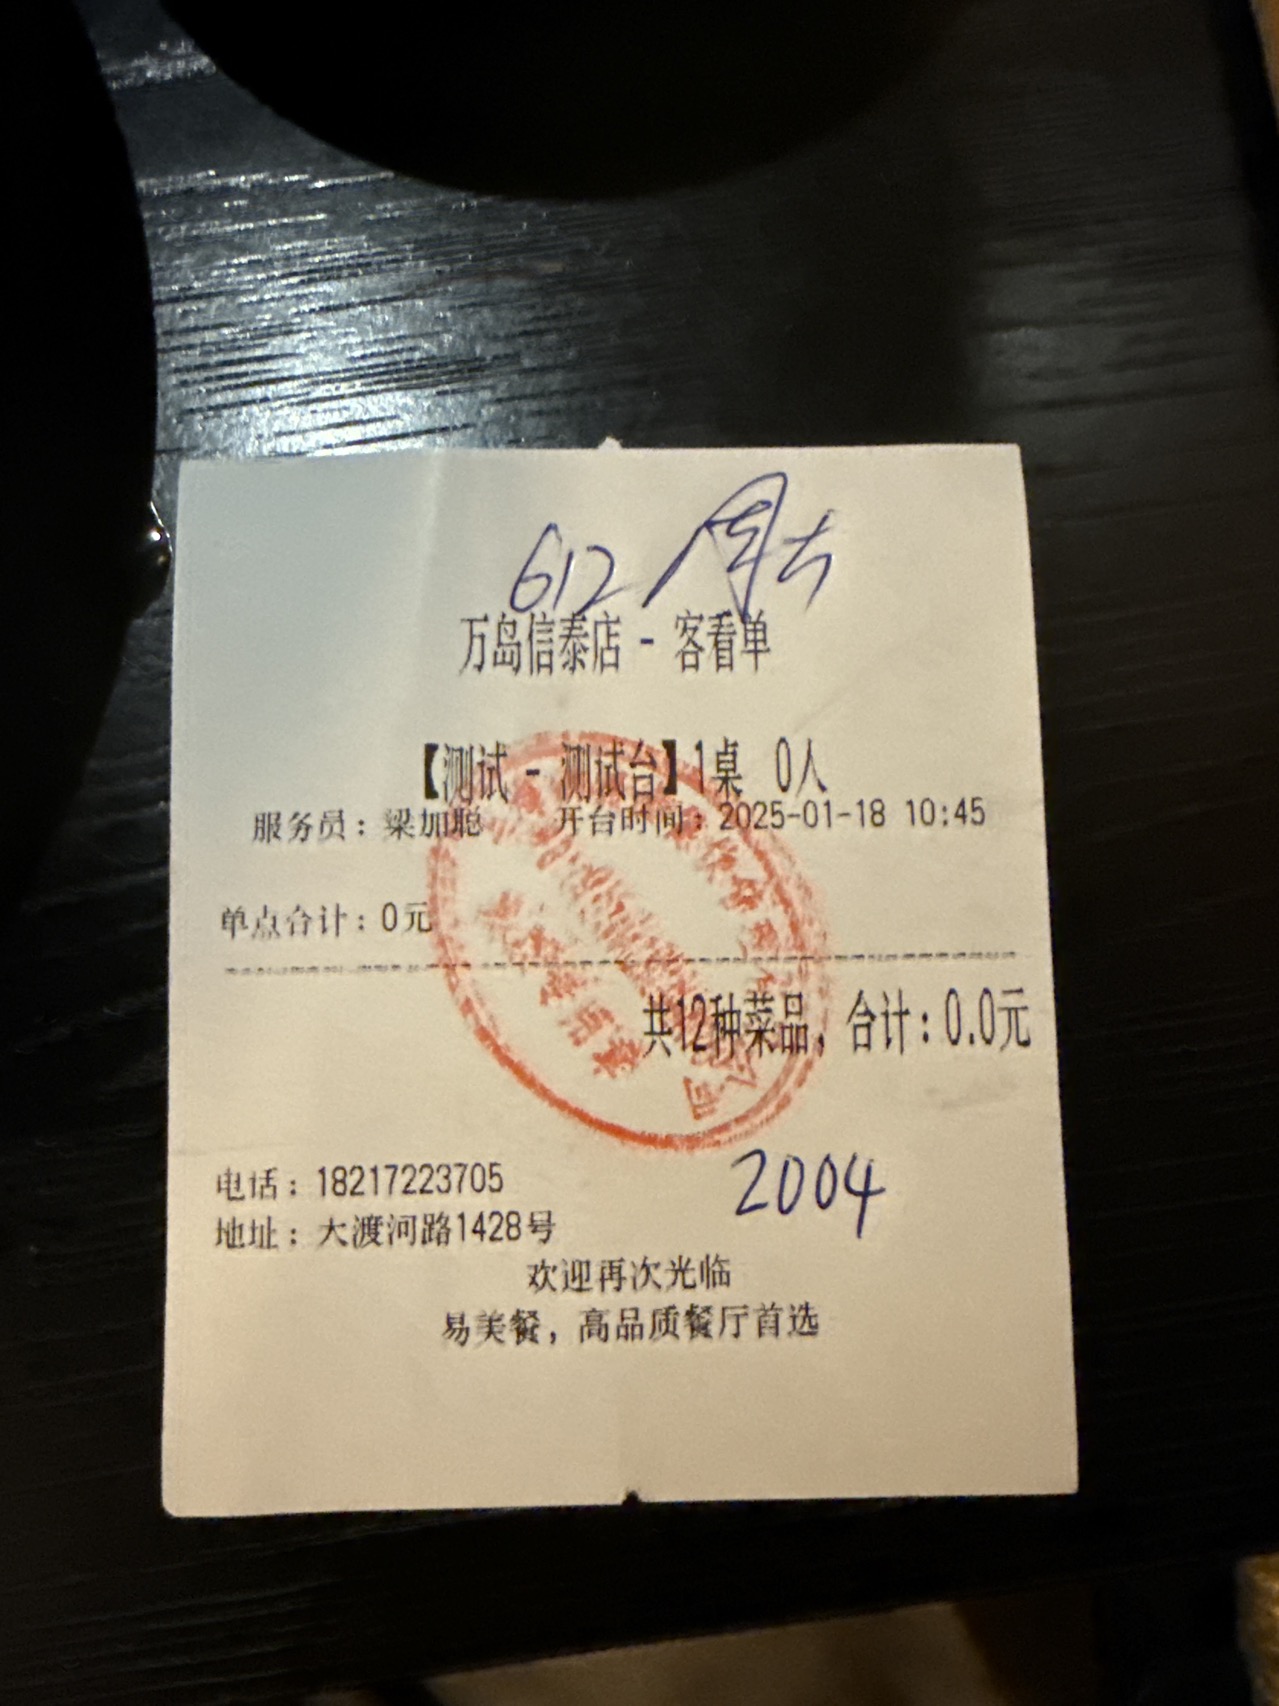 612 周六
万岛信泰店 - 客看单
【测试 - 测试台】1桌 0人
服务员：梁加聪 开台时间：2025-01-18 10:45
单点合计：0元
共12种菜品，合计：0.0元
2004
电话：18217223705
地址：大渡河路1428号
欢迎再次光临
易美餐，高品质餐厅首选